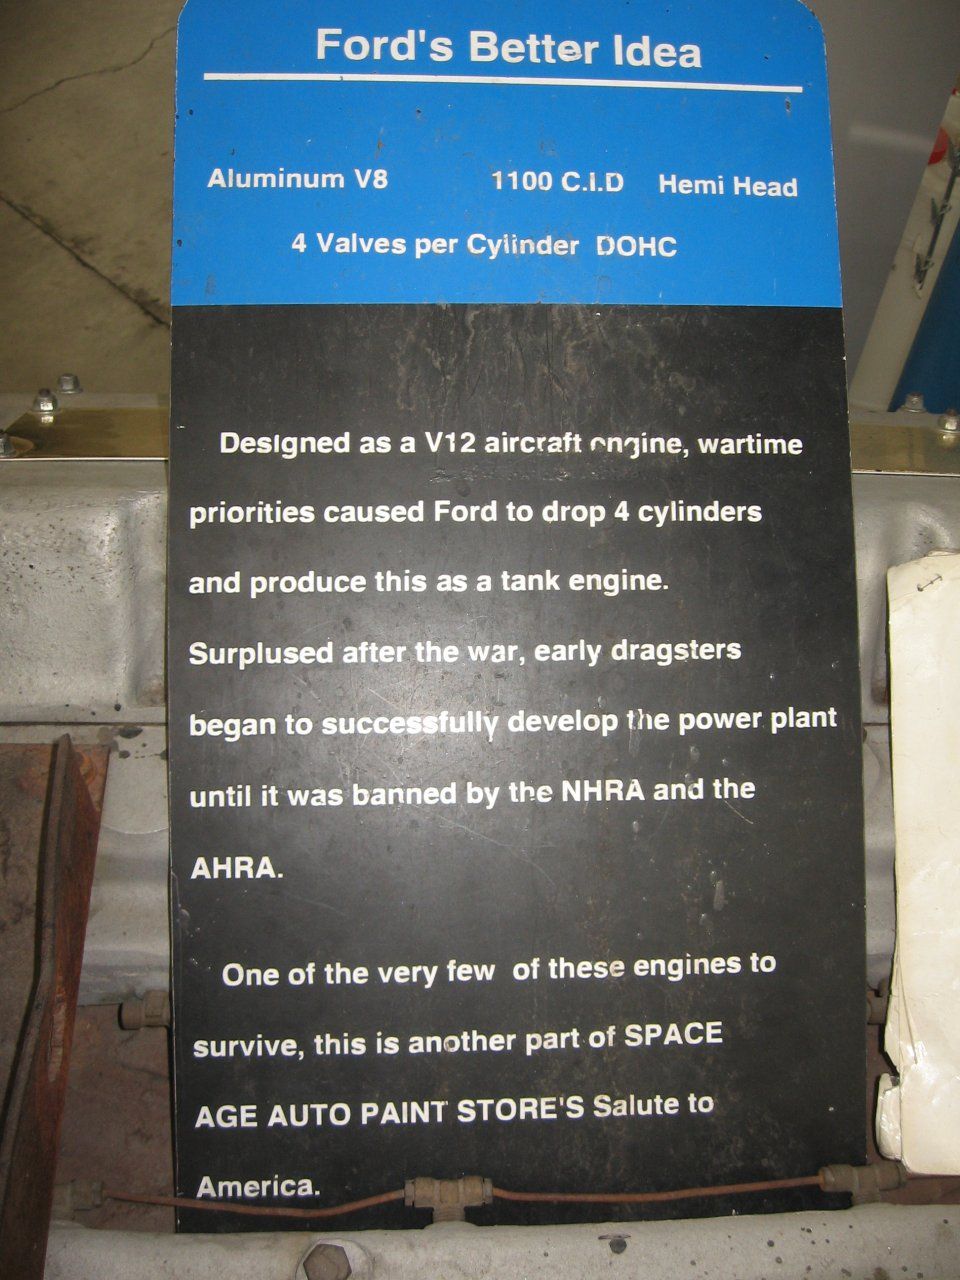 Ford's Better Idea
Aluminum V8 1100 C.I.D Hemi Head
4 Valves per Cylinder DOHC
Designed as a V12 aircraft engine, wartime
priorities caused Ford to drop 4 cylinders
and produce this as a tank engine.
Surplused after the war, early dragsters
began to successfully develop the power plant
until it was banned by the NHRA and the
AHRA.
One of the very few of these engines to
survive, this is another part of SPACE
AGE AUTO PAINT STORE'S Salute to
America.